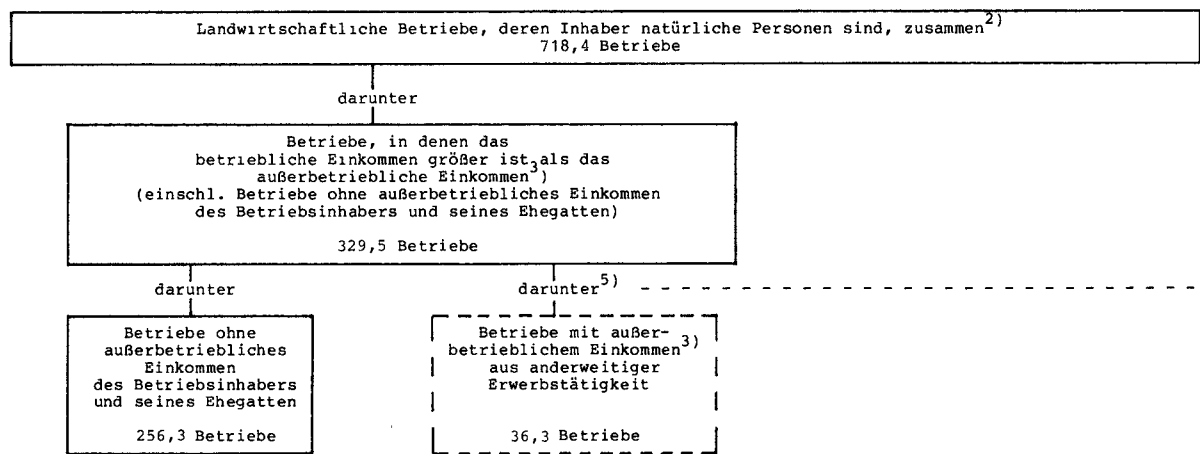 Landwirtschaftliche Betriebe, deren Inhaber natürliche Personen sind, zusammen2)
718,4 Betriebe
darunter
Betriebe, in denen das
betriebliche Einkommen größer ist als das
außerbetriebliche Einkommen3)
(einschl. Betriebe ohne außerbetriebliches Einkommen
des Betriebsinhabers und seines Ehegatten)
329,5 Betriebe
darunter
darunter5)
Betriebe ohne
außerbetriebliches
Einkommen
des Betriebsinhabers
und seines Ehegatten
256,3 Betriebe
Betriebe mit außer-
betrieblichem Einkommen3)
aus anderweitiger
Erwerbstätigkeit
36,3 Betriebe